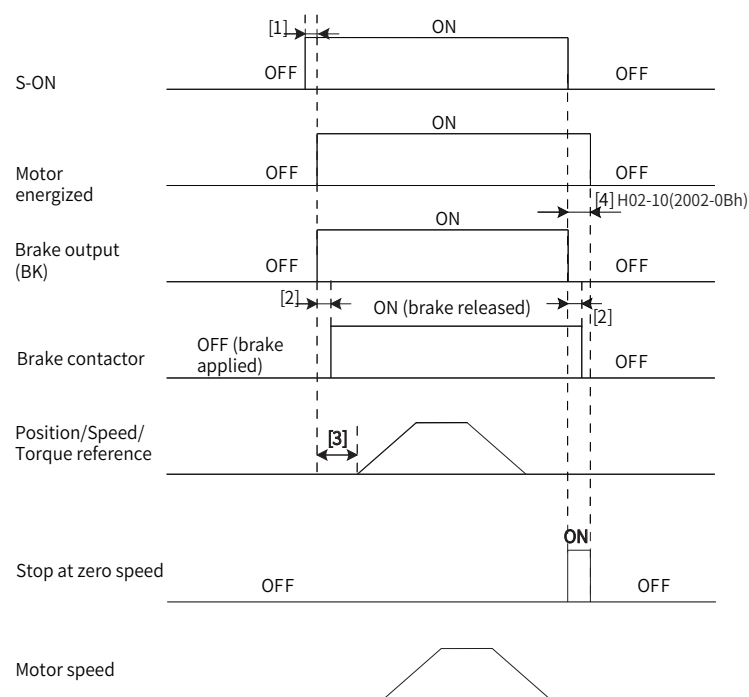 [1]
ON
S-ON
OFF
OFF
ON
Motor
energized
OFF
OFF
[4] H02-10(2002-0Bh)
ON
Brake output
(BK)
OFF
OFF
[2]
ON (brake released)
[2]
Brake contactor
OFF (brake
applied)
OFF
Position/Speed/
Torque reference
[3]
ON
Stop at zero speed
OFF
OFF
Motor speed